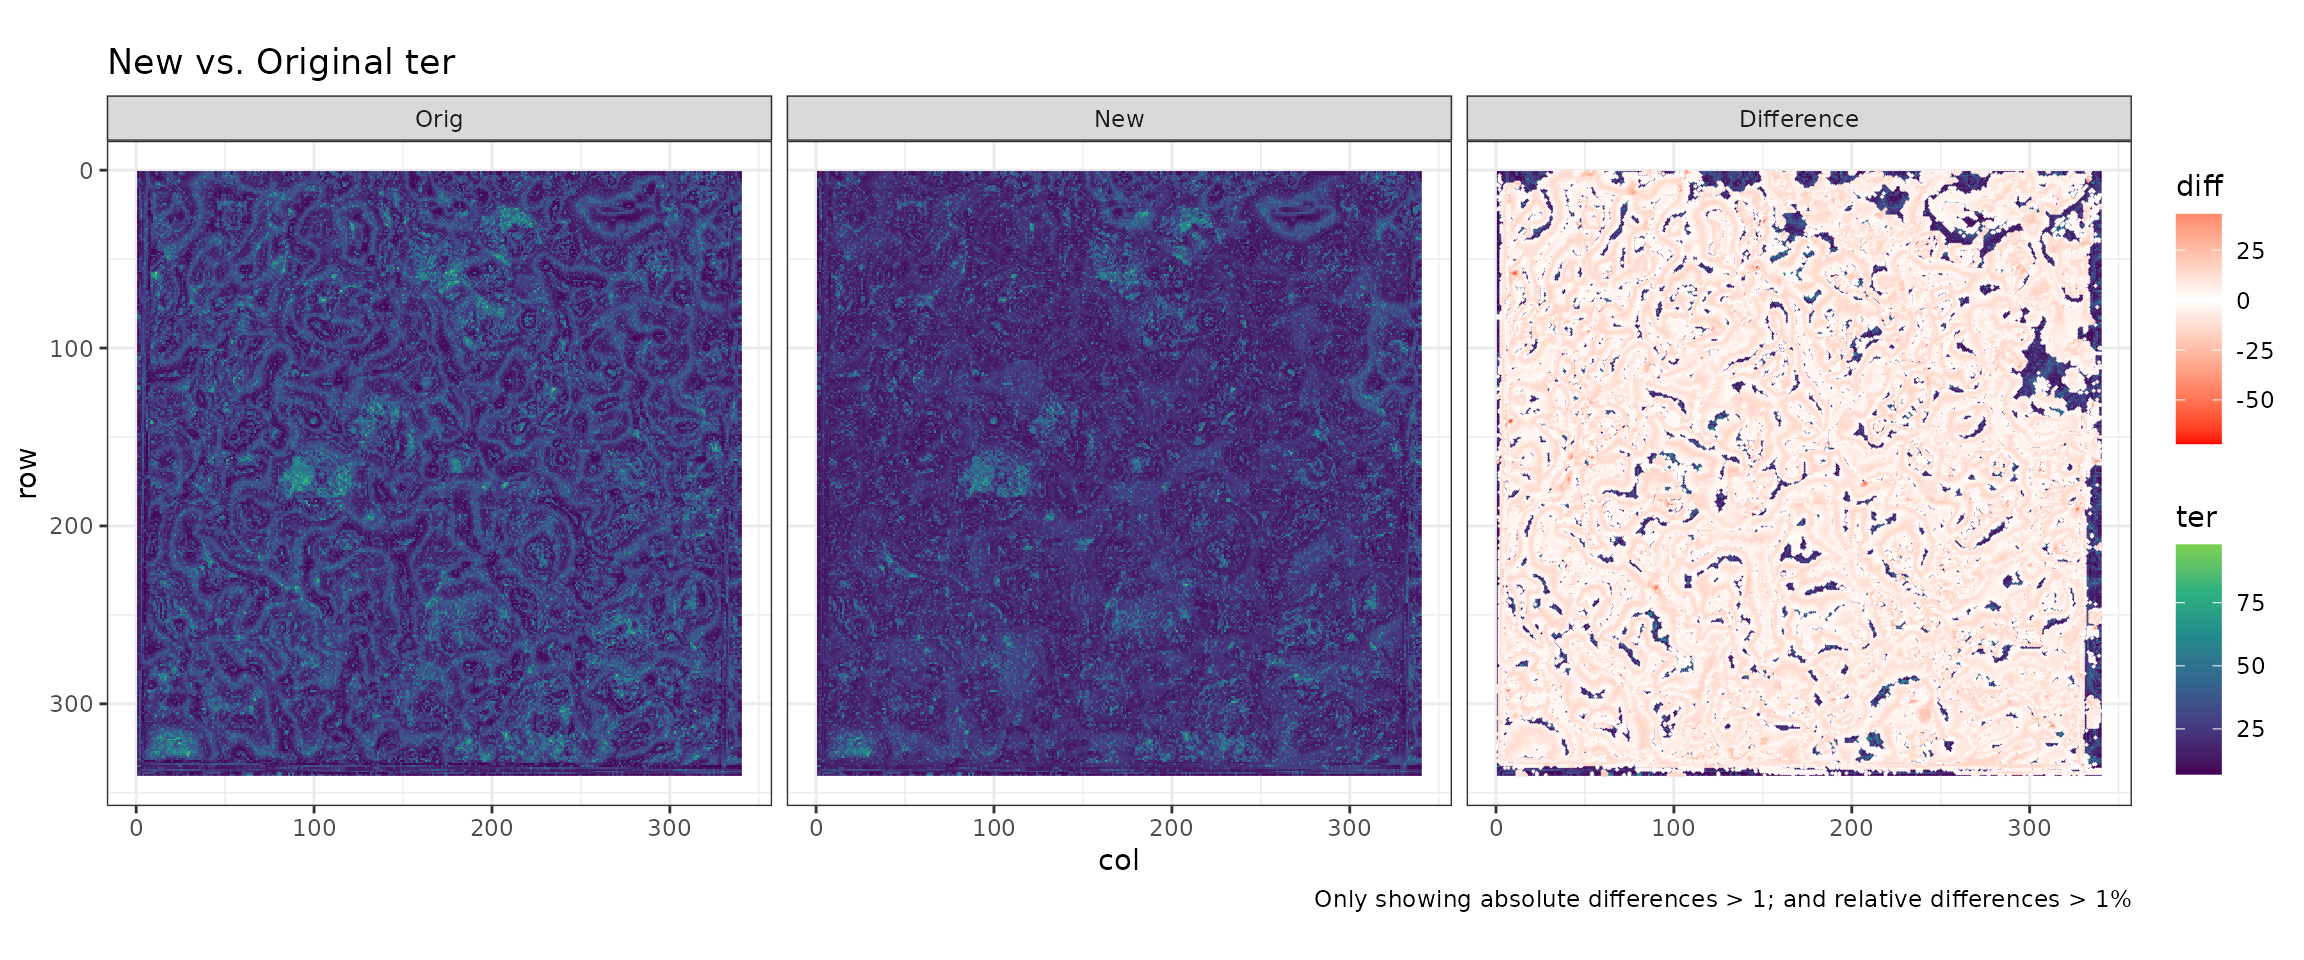 New vs. Original ter
Orig
New
Difference
0
100
200
300
row
0
100
200
300
0
100
200
300
0
100
200
300
col
diff
25
0
-25
-50
ter
75
50
25
Only showing absolute differences > 1; and relative differences > 1%